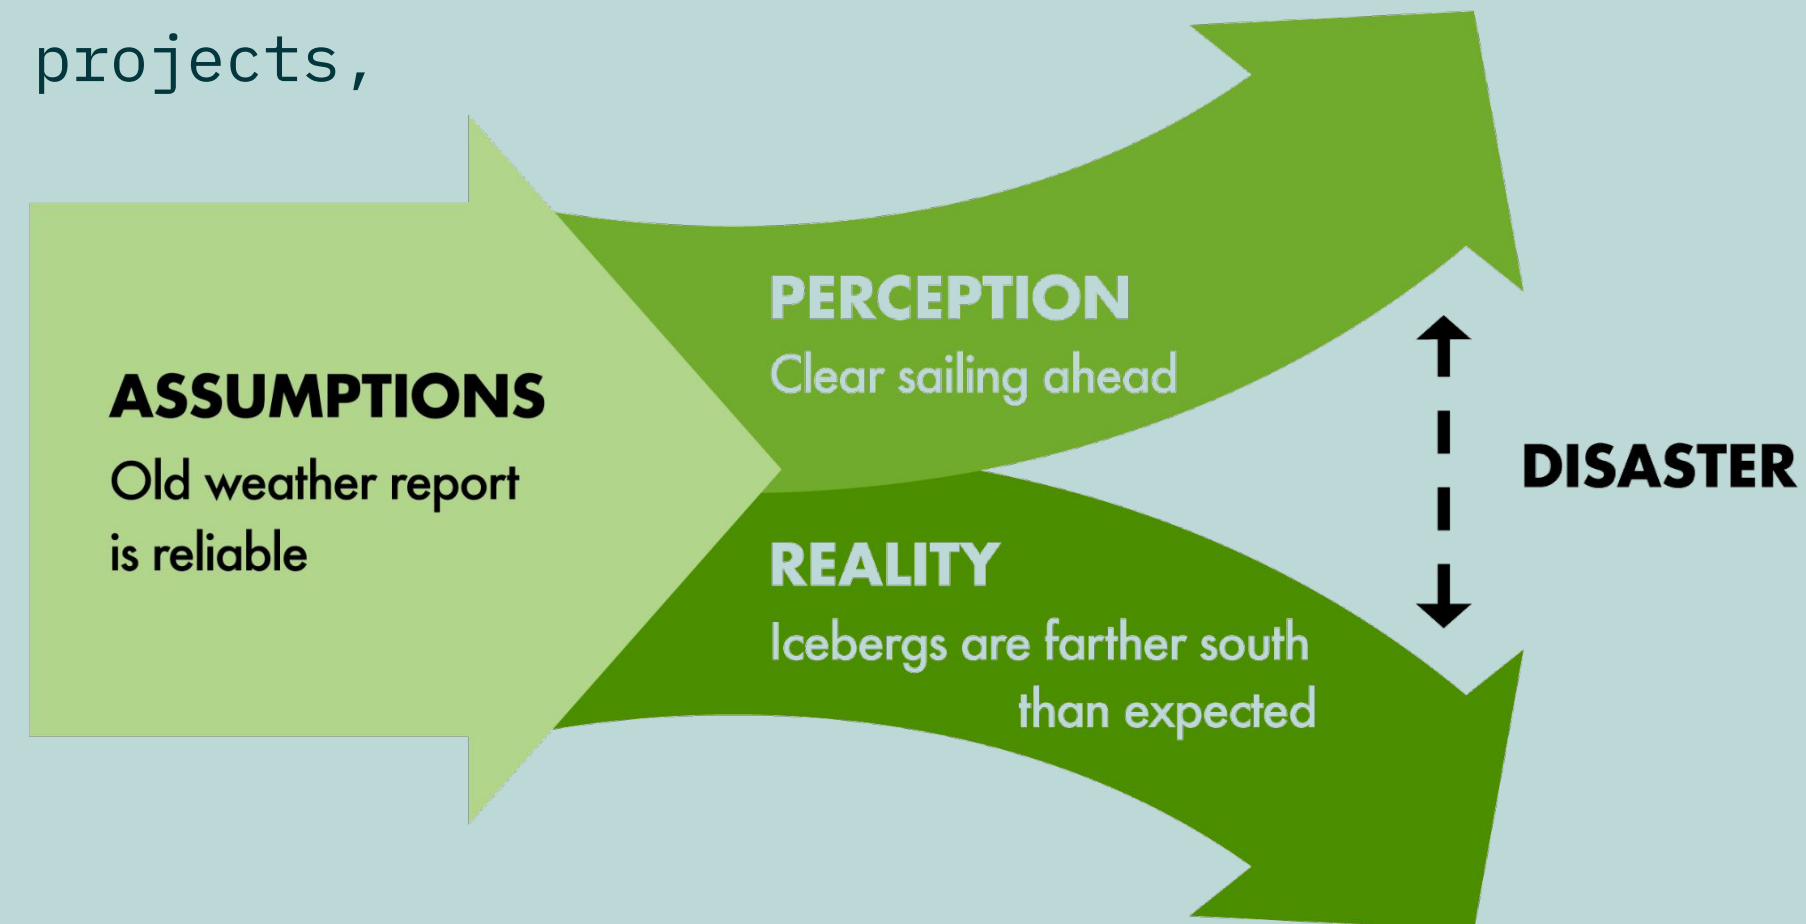 projects,
ASSUMPTIONS
Old weather report
is reliable
PERCEPTION
Clear sailing ahead
REALITY
Icebergs are farther south
than expected
DISASTER